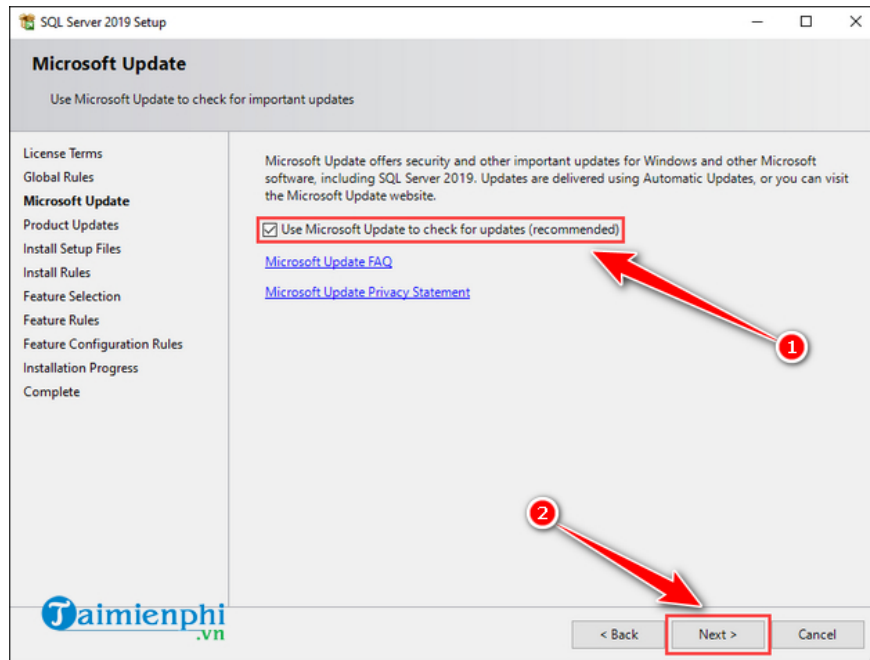 SQL Server 2019 Setup
Microsoft Update
Use Microsoft Update to check for important updates
License Terms
Global Rules
Microsoft Update
Product Updates
Install Setup Files
Install Rules
Feature Selection
Feature Rules
Feature Configuration Rules
Installation Progress
Complete
Microsoft Update offers security and other important updates for Windows and other Microsoft
software, including SQL Server 2019. Updates are delivered using Automatic Updates, or you can visit
the Microsoft Update website.
Use Microsoft Update to check for updates (recommended)
Microsoft Update FAQ
Microsoft Update Privacy Statement
1
2
Taimienphi
.vn
< Back
Next >
Cancel